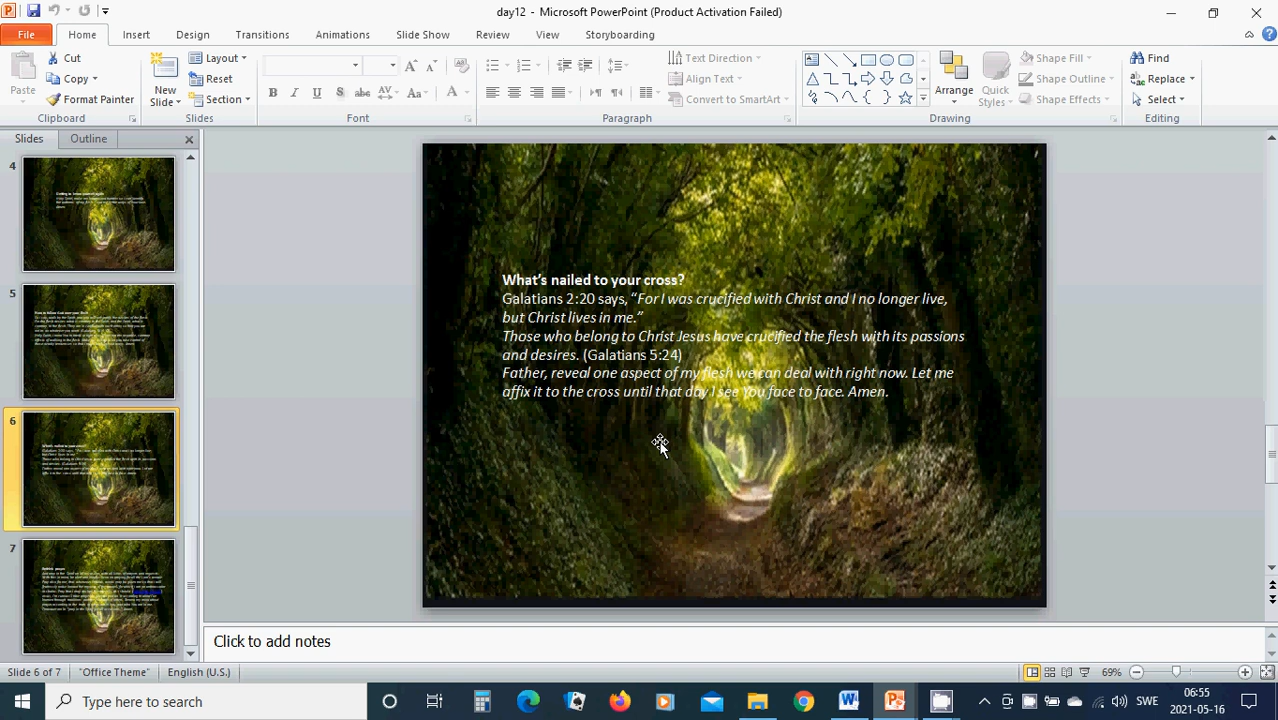 day12 - Microsoft PowerPoint (Product Activation Failed)
File Home Insert Design Transitions Animations Slide Show Review View Storyboarding
Paste
Cut
Copy
Format Painter
Clipboard
New Slide
Layout
Reset
Section
Slides
B I U S abc AV Aa A
Font
Text Direction
Align Text
Convert to SmartArt
Paragraph
Arrange
Quick Styles
Shape Fill
Shape Outline
Shape Effects
Drawing
Find
Replace
Select
Editing
Slides Outline
4
5
6
7
What's nailed to your cross?
Galatians 2:20 says, “For I was crucified with Christ and I no longer live,
but Christ lives in me.”
Those who belong to Christ Jesus have crucified the flesh with its passions
and desires. (Galatians 5:24)
Father, reveal one aspect of my flesh we can deal with right now. Let me
affix it to the cross until that day I see You face to face. Amen.
Click to add notes
Slide 6 of 7 "Office Theme" English (U.S.) 69%
Type here to search
SWE
06:55
2021-05-16